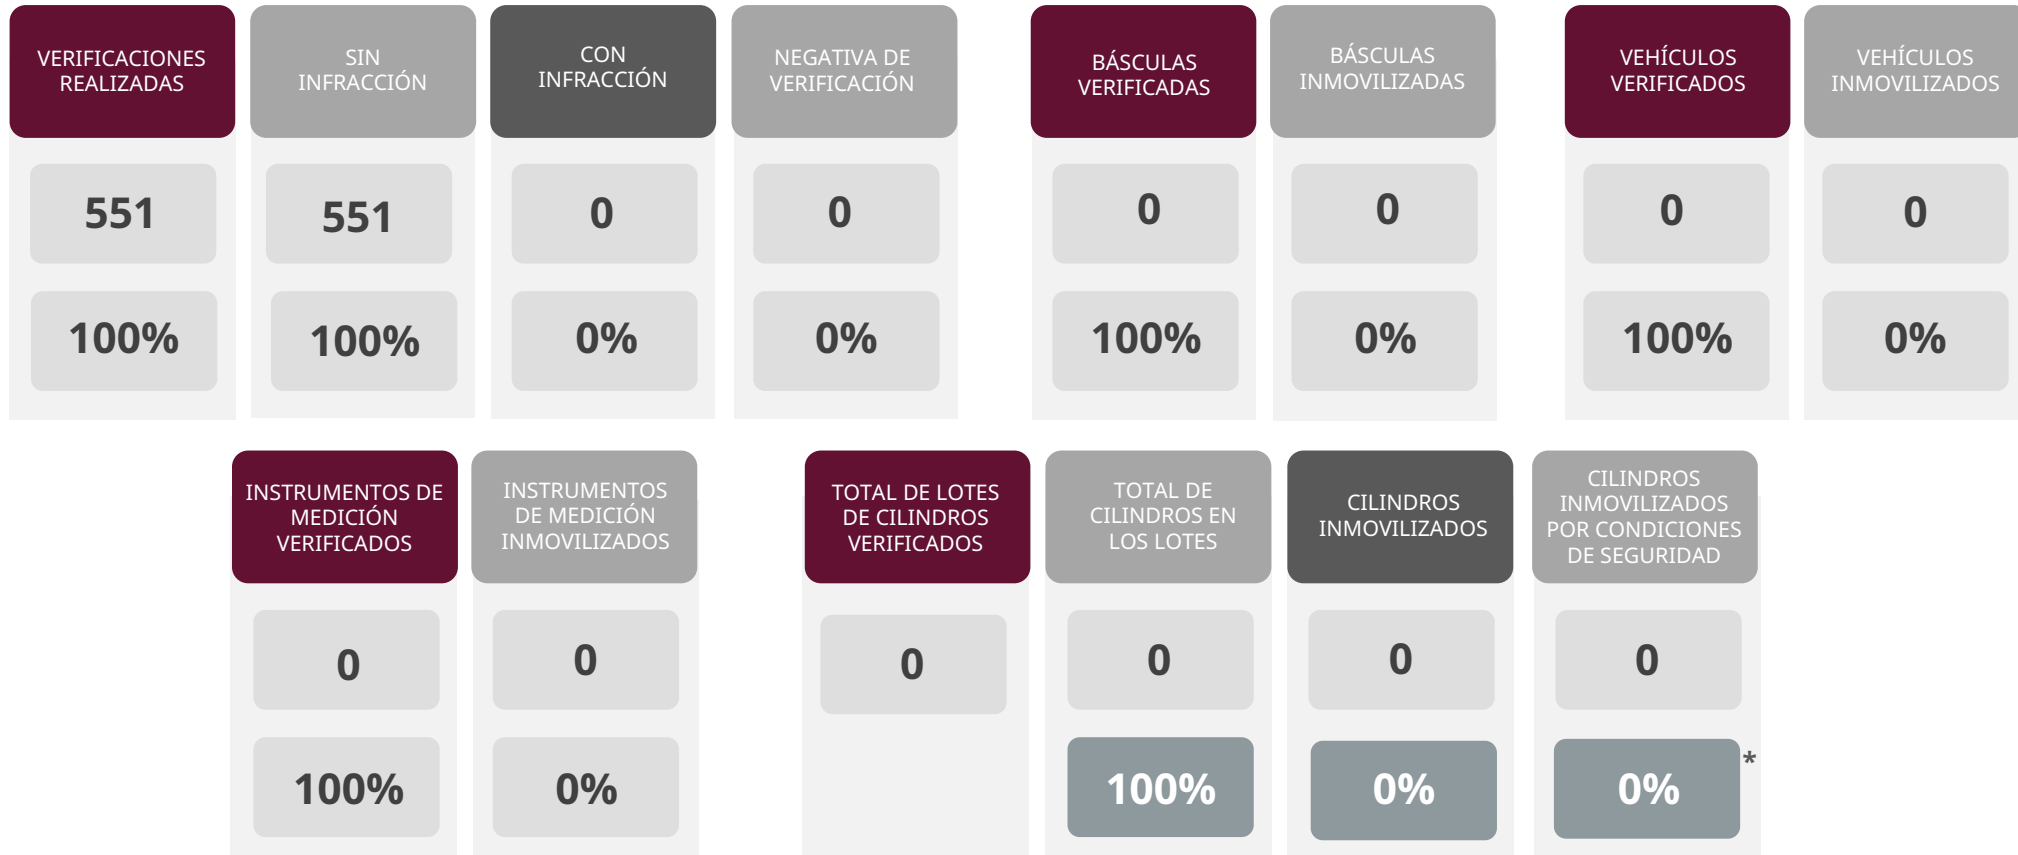 VERIFICACIONES
REALIZADAS
551
100%
SIN
INFRACCIÓN
551
100%
CON
INFRACCIÓN
0
0%
NEGATIVA DE
VERIFICACIÓN
0
0%
BÁSCULAS
VERIFICADAS
0
100%
BÁSCULAS
INMOVILIZADAS
0
0%
VEHÍCULOS
VERIFICADOS
0
100%
VEHÍCULOS
INMOVILIZADOS
0
0%
INSTRUMENTOS DE
MEDICIÓN
VERIFICADOS
0
100%
INSTRUMENTOS
DE MEDICIÓN
INMOVILIZADOS
0
0%
TOTAL DE LOTES
DE CILINDROS
VERIFICADOS
0
TOTAL DE
CILINDROS EN
LOS LOTES
0
100%
CILINDROS
INMOVILIZADOS
0
0%
CILINDROS
INMOVILIZADOS
POR CONDICIONES
DE SEGURIDAD
0
0%*